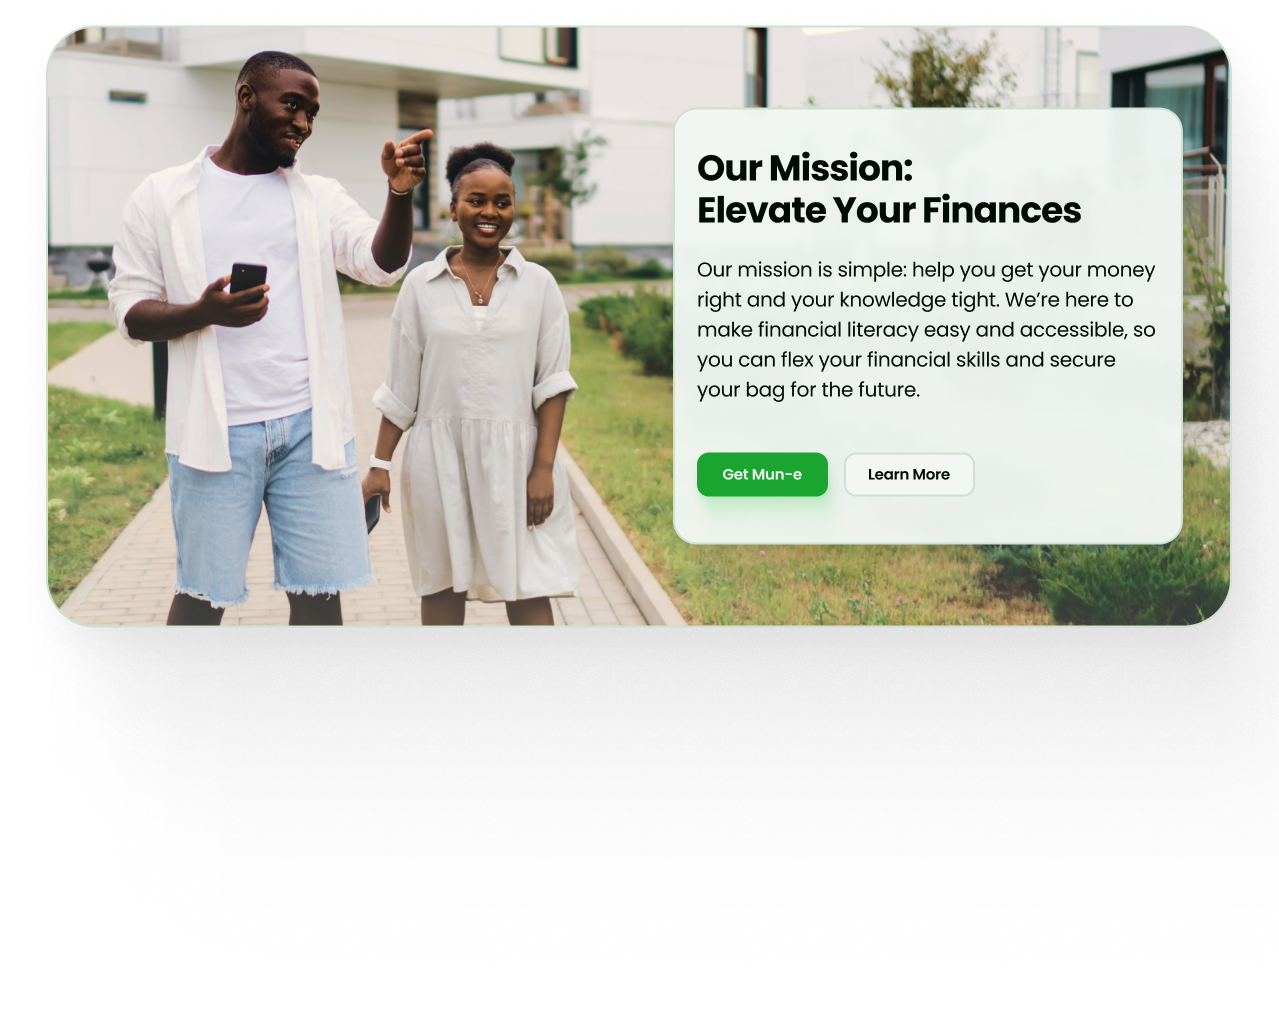 Our Mission:
Elevate Your Finances
Our mission is simple: help you get your money
right and your knowledge tight. We’re here to
make financial literacy easy and accessible, so
you can flex your financial skills and secure
your bag for the future.
Get Mun-e
Learn More